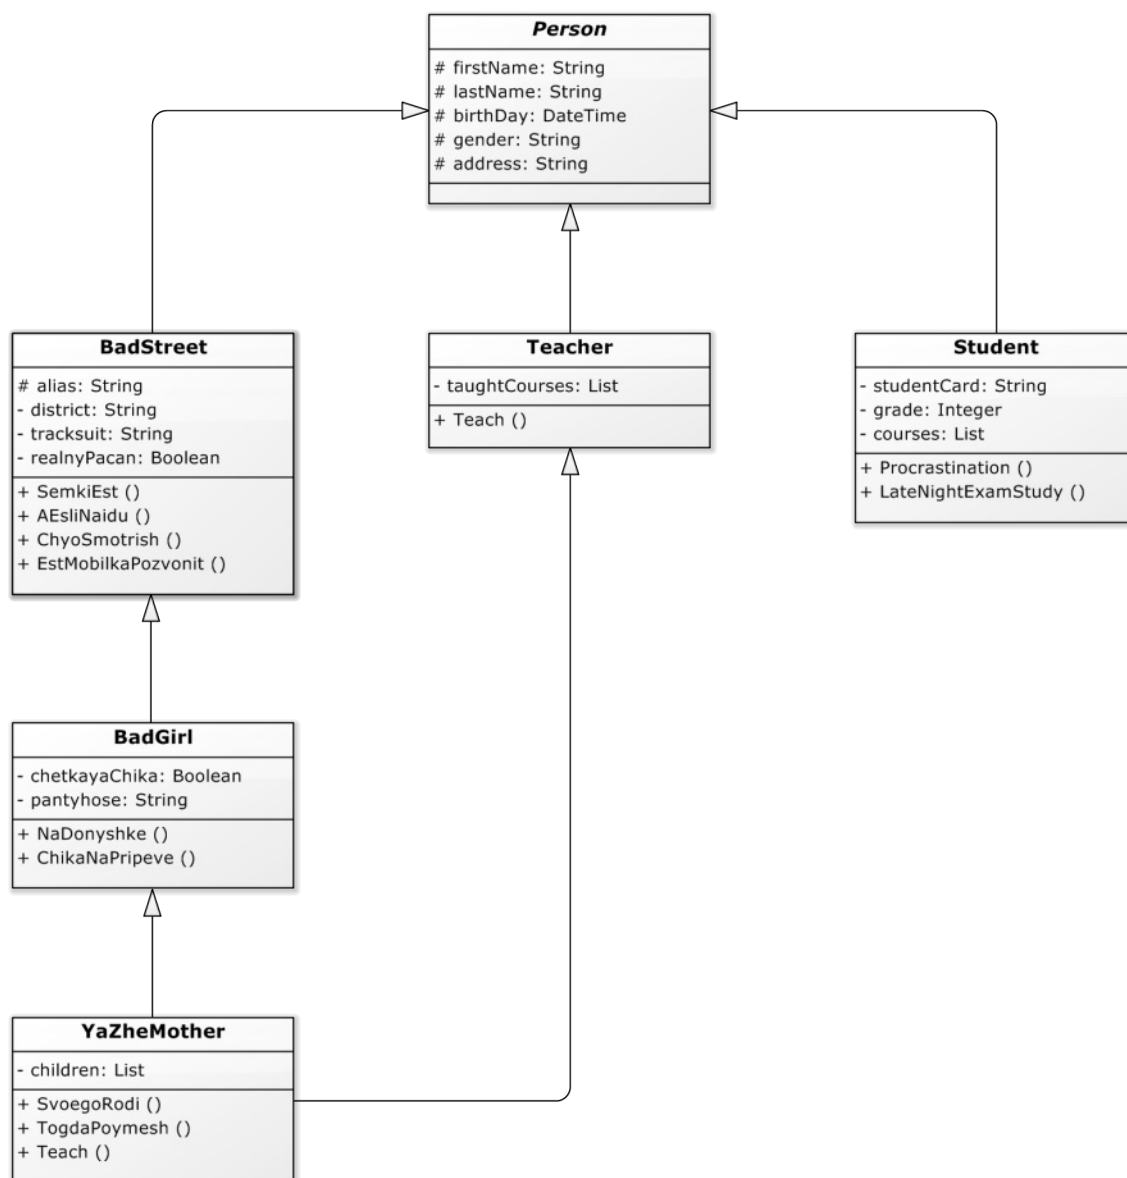 Person
# firstName: String
# lastName: String
# birthDay: DateTime
# gender: String
# address: String
BadStreet
# alias: String
- district: String
- tracksuit: String
- realnyPacan: Boolean
+ SemkiEst ()
+ AEsliNaidu ()
+ ChyoSmotrish ()
+ EstMobilkaPozvonit ()
Teacher
- taughtCourses: List
+ Teach ()
Student
- studentCard: String
- grade: Integer
- courses: List
+ Procrastination ()
+ LateNightExamStudy ()
BadGirl
- chetkayaChika: Boolean
- pantyhose: String
+ NaDonyshke ()
+ ChikaNaPripeve ()
YaZheMother
- children: List
+ SvoegoRodi ()
+ TogdaPoymesh ()
+ Teach ()